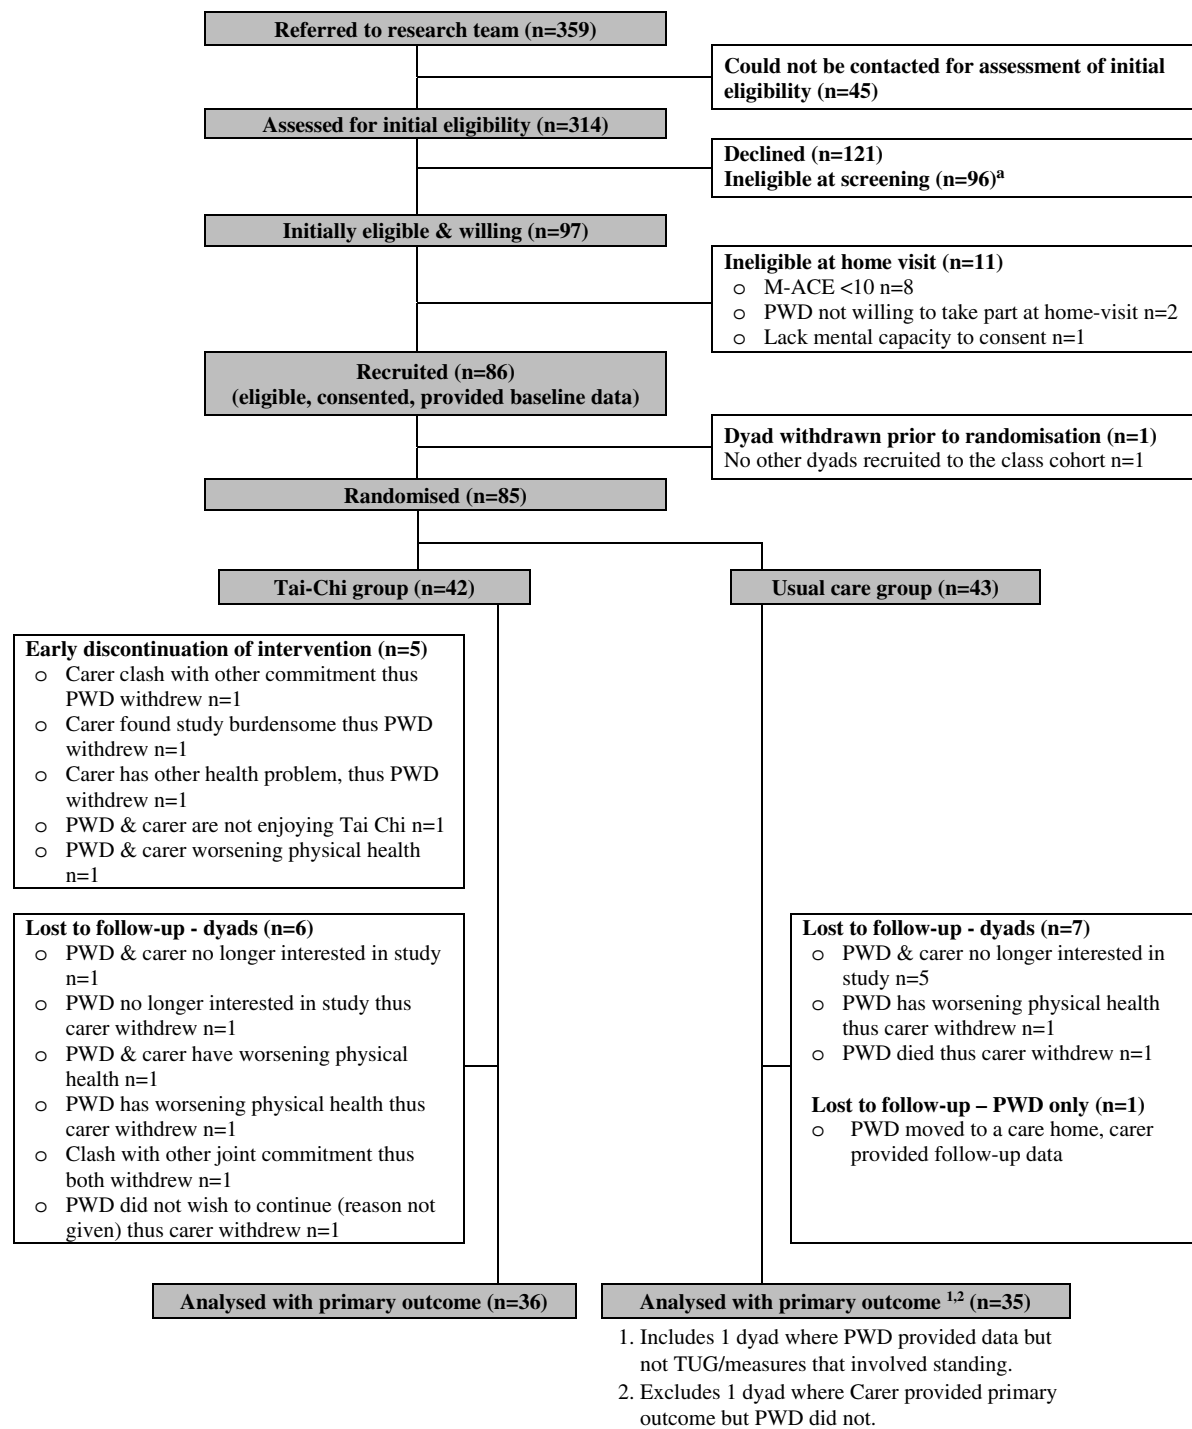 Referred to research team (n=359)
Could not be contacted for assessment of initial
eligibility (n=45)
Assessed for initial eligibility (n=314)
Declined (n=121)
Ineligible at screening (n=96)ᵃ
Initially eligible & willing (n=97)
Ineligible at home visit (n=11)
o M-ACE <10 n=8
o PWD not willing to take part at home-visit n=2
o Lack mental capacity to consent n=1
Recruited (n=86)
(eligible, consented, provided baseline data)
Dyad withdrawn prior to randomisation (n=1)
No other dyads recruited to the class cohort n=1
Randomised (n=85)
Tai-Chi group (n=42)
Usual care group (n=43)
Early discontinuation of intervention (n=5)
o Carer clash with other commitment thus
PWD withdrew n=1
o Carer found study burdensome thus PWD
withdrew n=1
o Carer has other health problem, thus PWD
withdrew n=1
o PWD & carer are not enjoying Tai Chi n=1
o PWD & carer worsening physical health
n=1
Lost to follow-up - dyads (n=6)
o PWD & carer no longer interested in study
n=1
o PWD no longer interested in study thus
carer withdrew n=1
o PWD & carer have worsening physical
health n=1
o PWD has worsening physical health thus
carer withdrew n=1
o Clash with other joint commitment thus
both withdrew n=1
o PWD did not wish to continue (reason not
given) thus carer withdrew n=1
Lost to follow-up - dyads (n=7)
o PWD & carer no longer interested in
study n=5
o PWD has worsening physical health
thus carer withdrew n=1
o PWD died thus carer withdrew n=1
Lost to follow-up – PWD only (n=1)
o PWD moved to a care home, carer
provided follow-up data
Analysed with primary outcome (n=36)
Analysed with primary outcome ¹,² (n=35)
1. Includes 1 dyad where PWD provided data but
not TUG/measures that involved standing.
2. Excludes 1 dyad where Carer provided primary
outcome but PWD did not.